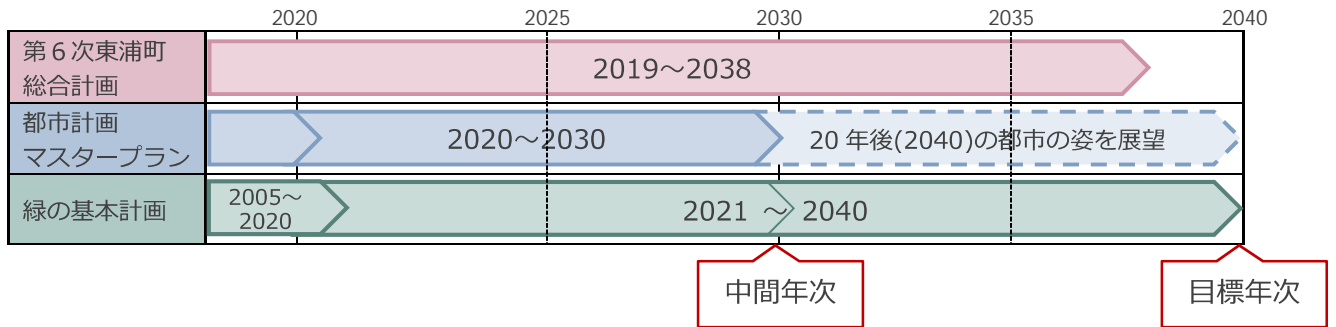 2020 2025 2030 2035 2040
第6次東浦町
総合計画
2019～2038
都市計画
マスタープラン
2020～2030
20年後(2040)の都市の姿を展望
緑の基本計画
2005～
2020
2021 ～ 2040
中間年次
目標年次